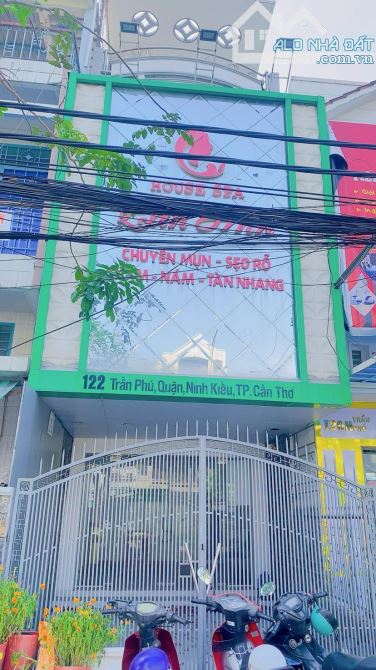 ALO NHÀ ĐẤT
.com.vn
HOUSE SPA
CHUYÊN MỤN - SẸO RỖ
- NÁM - TÀN NHANG
122 Trần Phú, Quận, Ninh Kiều, TP. Cần Thơ
TRẦN